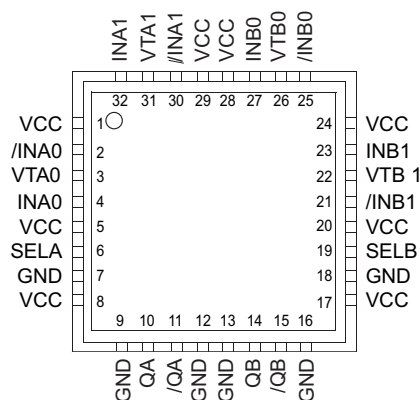 INA1 VTA1 /INA1 VCC VCC INB0 VTB0 /INB0
32 31 30 29 28 27 26 25
VCC 1 24 VCC
/INA0 2 23 INB1
VTA0 3 22 VTB 1
INA0 4 21 /INB1
VCC 5 20 VCC
SELA 6 19 SELB
GND 7 18 GND
VCC 8 17 VCC
9 10 11 12 13 14 15 16
GND QA /QA GND GND QB /QB GND